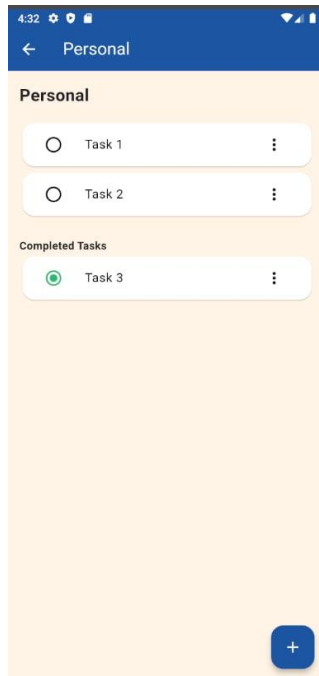 4:32
Personal
Personal
Task 1
Task 2
Completed Tasks
Task 3
+